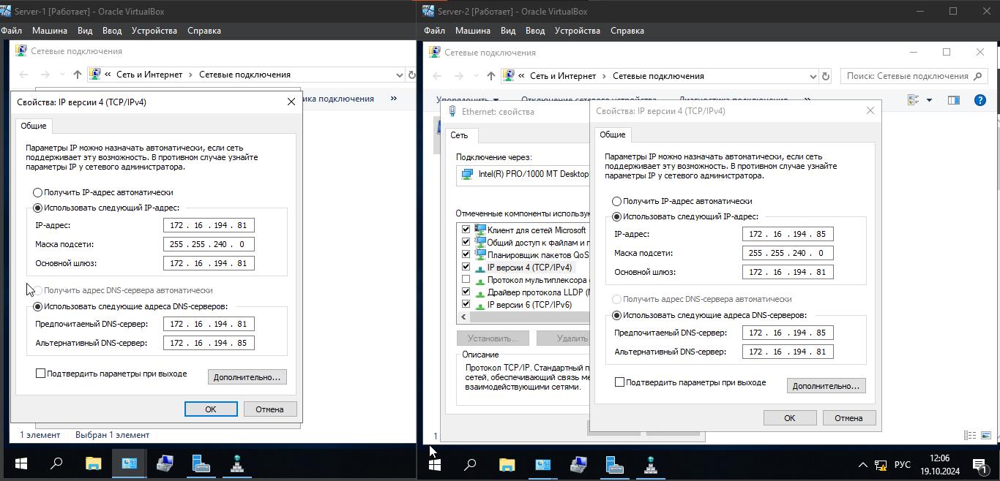 Server-1 [Работает] - Oracle VirtualBox
Файл Машина Вид Ввод Устройства Справка
Сетевые подключения
« Сеть и Интернет › Сетевые подключения
ика подключения »
Свойства: IP версии 4 (TCP/IPv4)
Общие
Параметры IP можно назначать автоматически, если сеть
поддерживает эту возможность. В противном случае узнайте
параметры IP у сетевого администратора.
Получить IP-адрес автоматически
Использовать следующий IP-адрес:
IP-адрес: 172 . 16 . 194 . 81
Маска подсети: 255 . 255 . 240 . 0
Основной шлюз: 172 . 16 . 194 . 81
Получить адрес DNS-сервера автоматически
Использовать следующие адреса DNS-серверов:
Предпочитаемый DNS-сервер: 172 . 16 . 194 . 81
Альтернативный DNS-сервер: 172 . 16 . 194 . 85
Подтвердить параметры при выходе
Дополнительно...
ОК Отмена
1 элемент Выбран 1 элемент
Server-2 [Работает] - Oracle VirtualBox
Файл Машина Вид Ввод Устройства Справка
Сетевые подключения
« Сеть и Интернет › Сетевые подключения
Поиск: Сетевые подключения
Упорядочить Отключение сетевого устройства Диагностика подключения »
Ethernet: свойства
Сеть
Подключение через:
Intel(R) PRO/1000 MT Desktop
Отмеченные компоненты использую
Клиент для сетей Microsoft
Общий доступ к файлам и п
Планировщик пакетов QoS
IP версии 4 (TCP/IPv4)
Протокол мультиплексора
Драйвер протокола LLDP (
IP версии 6 (TCP/IPv6)
Установить... Удалить
Описание
Протокол TCP/IP. Стандартный п
сетей, обеспечивающий связь ме
взаимодействующими сетями.
1
Свойства: IP версии 4 (TCP/IPv4)
Общие
Параметры IP можно назначать автоматически, если сеть
поддерживает эту возможность. В противном случае узнайте
параметры IP у сетевого администратора.
Получить IP-адрес автоматически
Использовать следующий IP-адрес:
IP-адрес: 172 . 16 . 194 . 85
Маска подсети: 255 . 255 . 240 . 0
Основной шлюз: 172 . 16 . 194 . 81
Получить адрес DNS-сервера автоматически
Использовать следующие адреса DNS-серверов:
Предпочитаемый DNS-сервер: 172 . 16 . 194 . 85
Альтернативный DNS-сервер: 172 . 16 . 194 . 81
Подтвердить параметры при выходе
Дополнительно...
ОК Отмена
РУС
12:06
19.10.2024
1